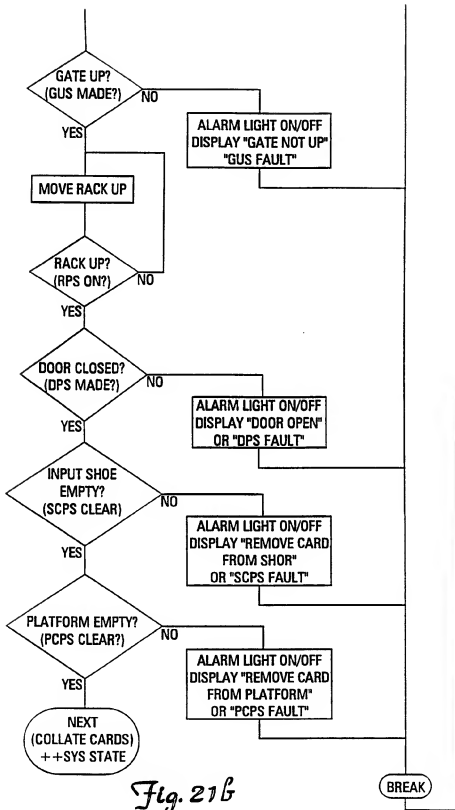 GATE UP?
(GUS MADE?)
NO
YES
ALARM LIGHT ON/OFF
DISPLAY "GATE NOT UP"
"GUS FAULT"
MOVE RACK UP
RACK UP?
(RPS ON?)
NO
YES
DOOR CLOSED?
(DPS MADE?)
NO
YES
ALARM LIGHT ON/OFF
DISPLAY "DOOR OPEN"
OR "DPS FAULT"
INPUT SHOE
EMPTY?
(SCPS CLEAR)
NO
YES
ALARM LIGHT ON/OFF
DISPLAY "REMOVE CARD
FROM SHOR"
OR "SCPS FAULT"
PLATFORM EMPTY?
(PCPS CLEAR?)
NO
YES
ALARM LIGHT ON/OFF
DISPLAY "REMOVE CARD
FROM PLATFORM"
OR "PCPS FAULT"
NEXT
(COLLATE CARDS)
++SYS STATE
BREAK
Fig. 21b